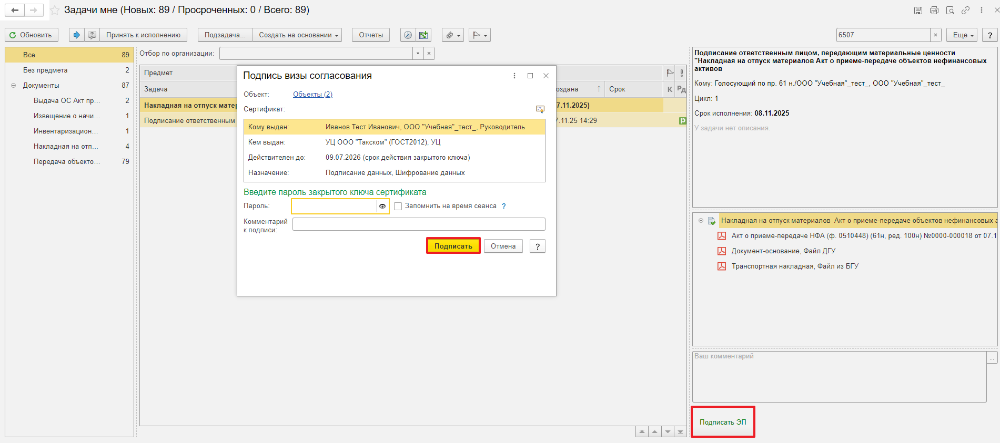 Задачи мне (Новых: 89 / Просроченных: 0 / Всего: 89)
Обновить
?
Принять к исполнению
Подзадача...
Создать на основании
Отчеты
6507
×
Еще
?
Все 89
Без предмета 2
Документы 87
Выдача ОС Акт пр... 2
Извещение о начи... 1
Инвентаризацион... 1
Накладная на отп... 4
Передача объекто... 79
Отбор по организации:
×
Предмет
Задача
оздана ↑ Срок К Рд
Накладная на отпуск матер
7.11.2025)
Подписание ответственным
7.11.25 14:29
Р
Подпись визы согласования
Объект: Объекты (2)
Сертификат:
Кому выдан: Иванов Тест Иванович, ООО "Учебная"_тест_, Руководитель
Кем выдан: УЦ ООО "Такском" (ГОСТ2012), УЦ
Действителен до: 09.07.2026 (срок действия закрытого ключа)
Назначение: Подписание данных, Шифрование данных
Введите пароль закрытого ключа сертификата
Пароль:
Запомнить на время сеанса ?
Комментарий
к подписи:
Подписать
Отмена
?
Подписание ответственным лицом, передающим материальные ценности
"Накладная на отпуск материалов Акт о приеме-передаче объектов нефинансовых
активов
Кому: Голосующий по пр. 61 н./ООО "Учебная"_тест_, ООО "Учебная"_тест_
Цикл: 1
Срок исполнения: 08.11.2025
У задачи нет описания.
Накладная на отпуск материалов Акт о приеме-передаче объектов нефинансовых а
Акт о приеме-передаче НФА (ф. 0510448) (61н, ред. 100н) №0000-000018 от 07.1
Документ-основание, Файл ДГУ
Транспортная накладная, Файл из БГУ
Ваш комментарий
...
Подписать ЭП